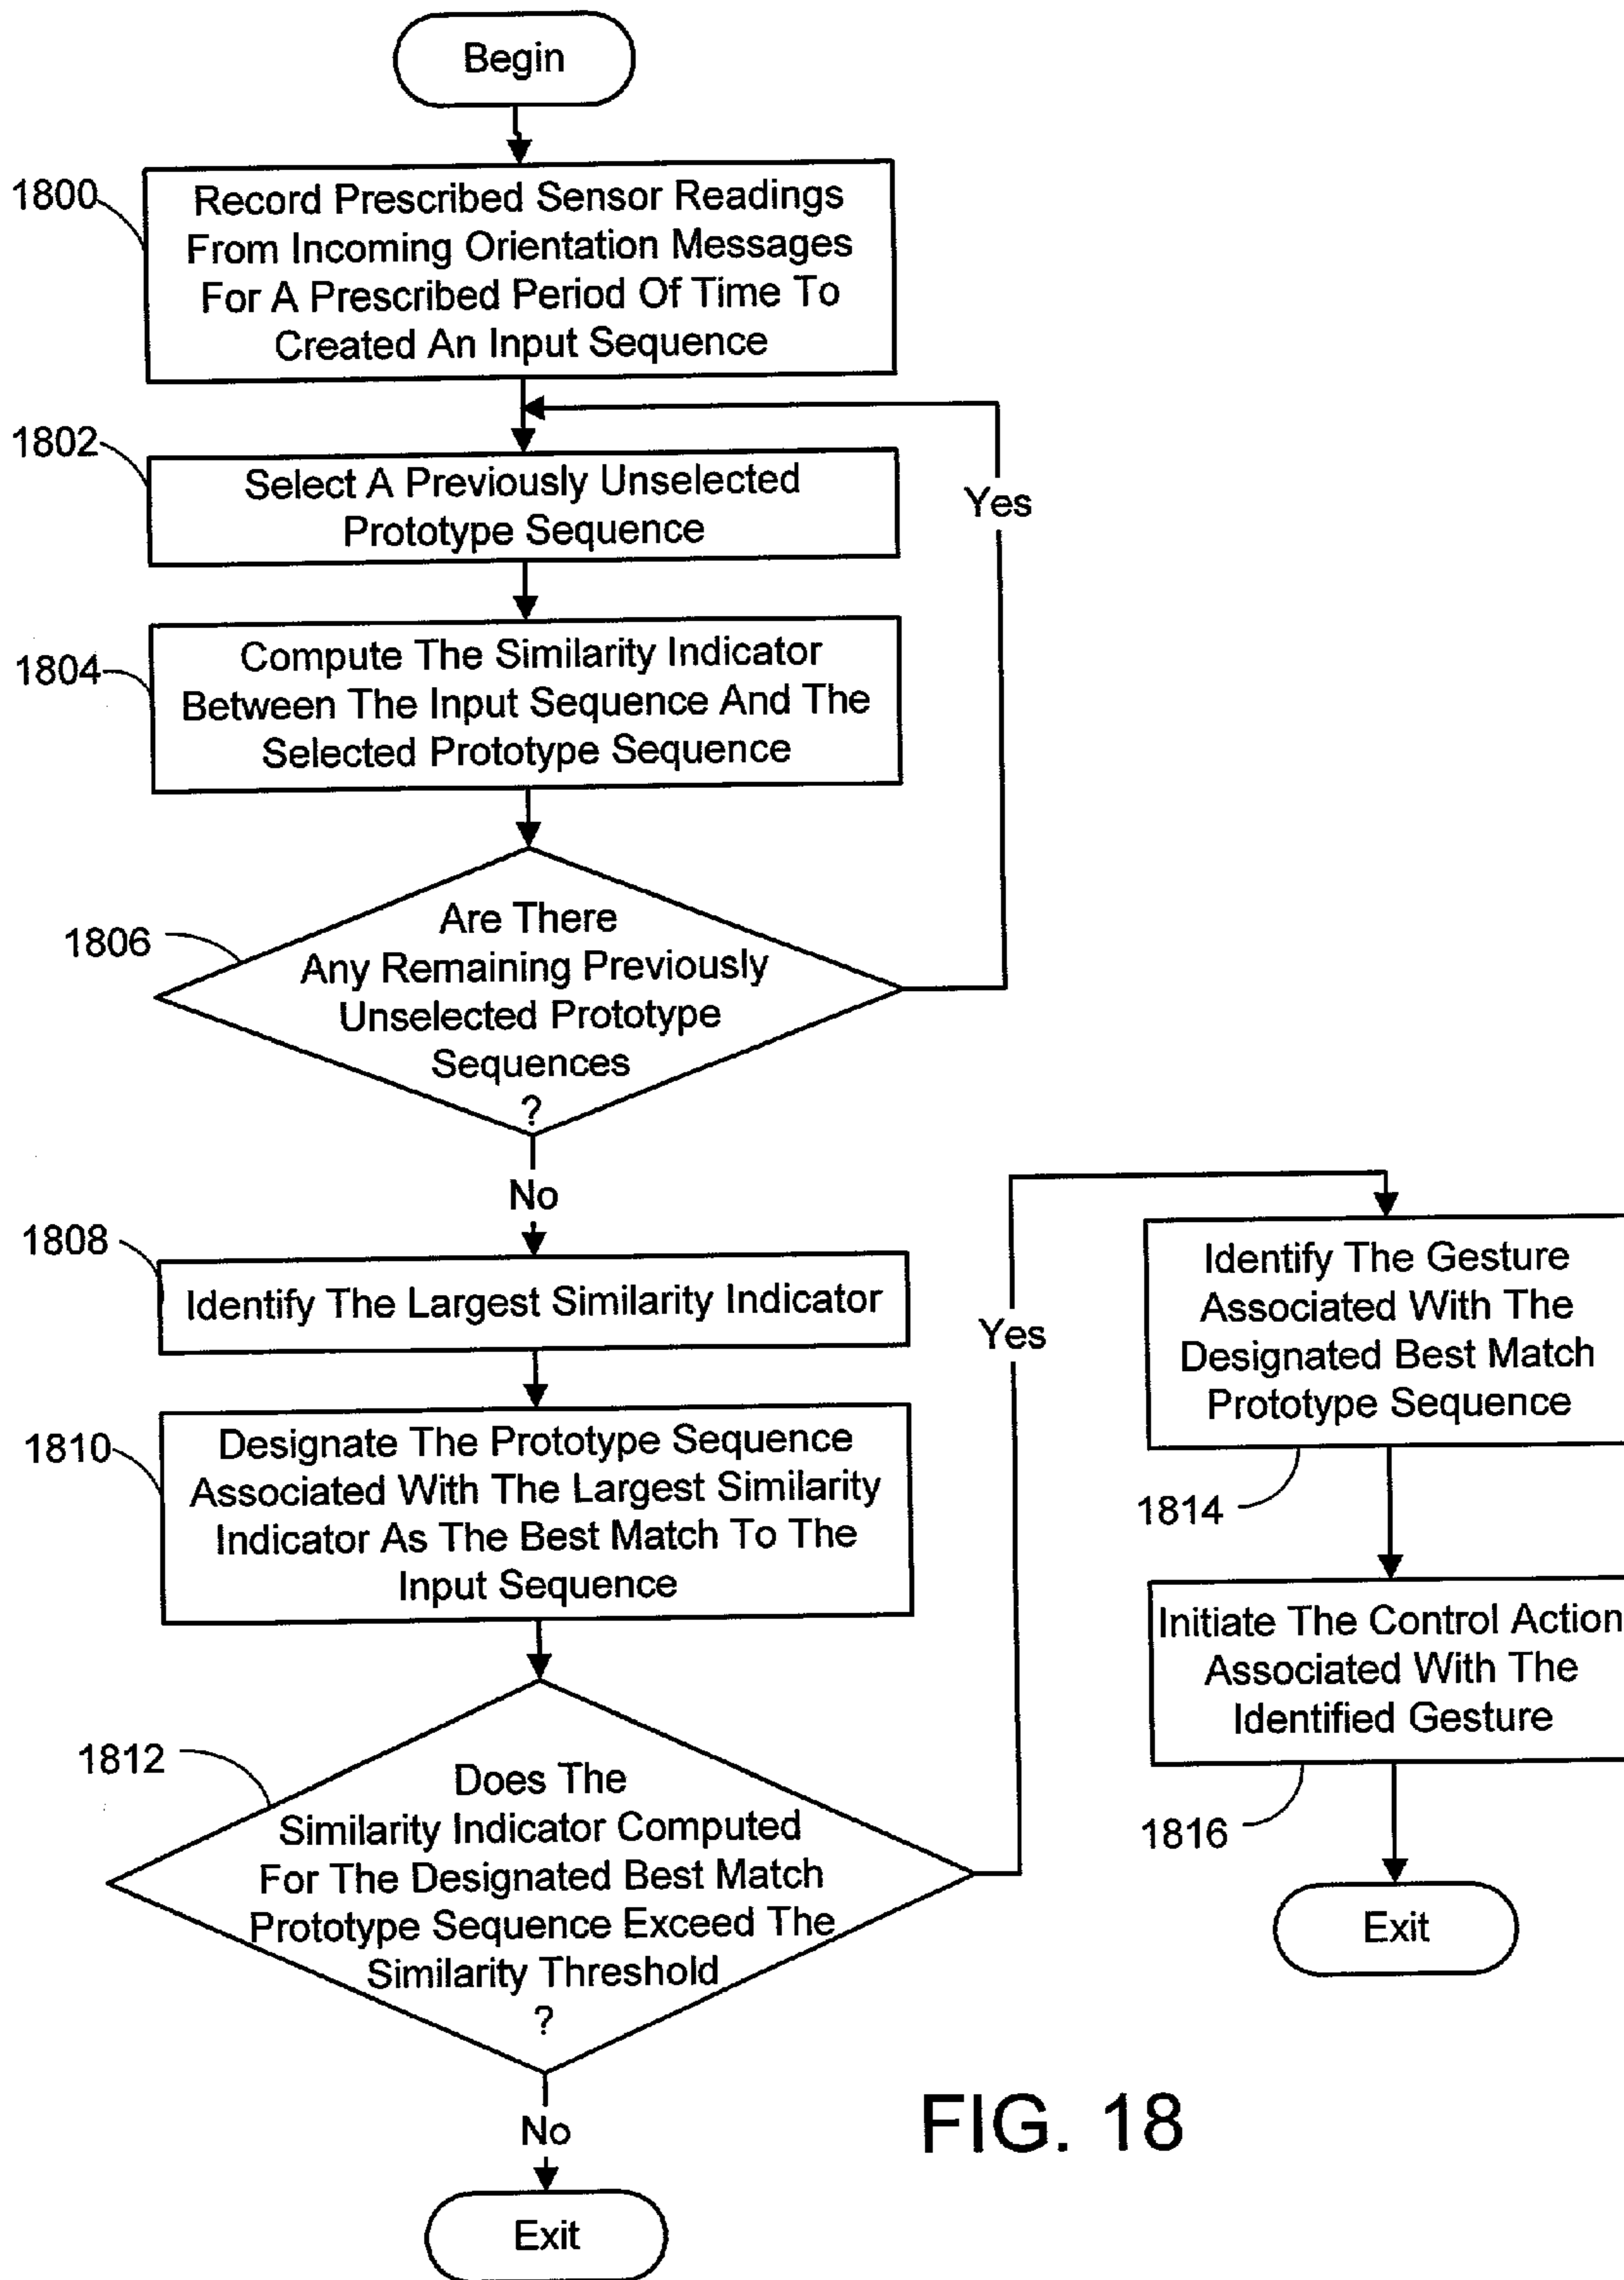 Begin
1800
Record Prescribed Sensor Readings
From Incoming Orientation Messages
For A Prescribed Period Of Time To
Created An Input Sequence
1802
Select A Previously Unselected
Prototype Sequence
Yes
1804
Compute The Similarity Indicator
Between The Input Sequence And The
Selected Prototype Sequence
1806
Are There
Any Remaining Previously
Unselected Prototype
Sequences
?
No
1808
Identify The Largest Similarity Indicator
1810
Designate The Prototype Sequence
Associated With The Largest Similarity
Indicator As The Best Match To The
Input Sequence
1812
Does The
Similarity Indicator Computed
For The Designated Best Match
Prototype Sequence Exceed The
Similarity Threshold
?
No
Exit
Yes
Identify The Gesture
Associated With The
Designated Best Match
Prototype Sequence
1814
Initiate The Control Action
Associated With The
Identified Gesture
1816
Exit
FIG. 18